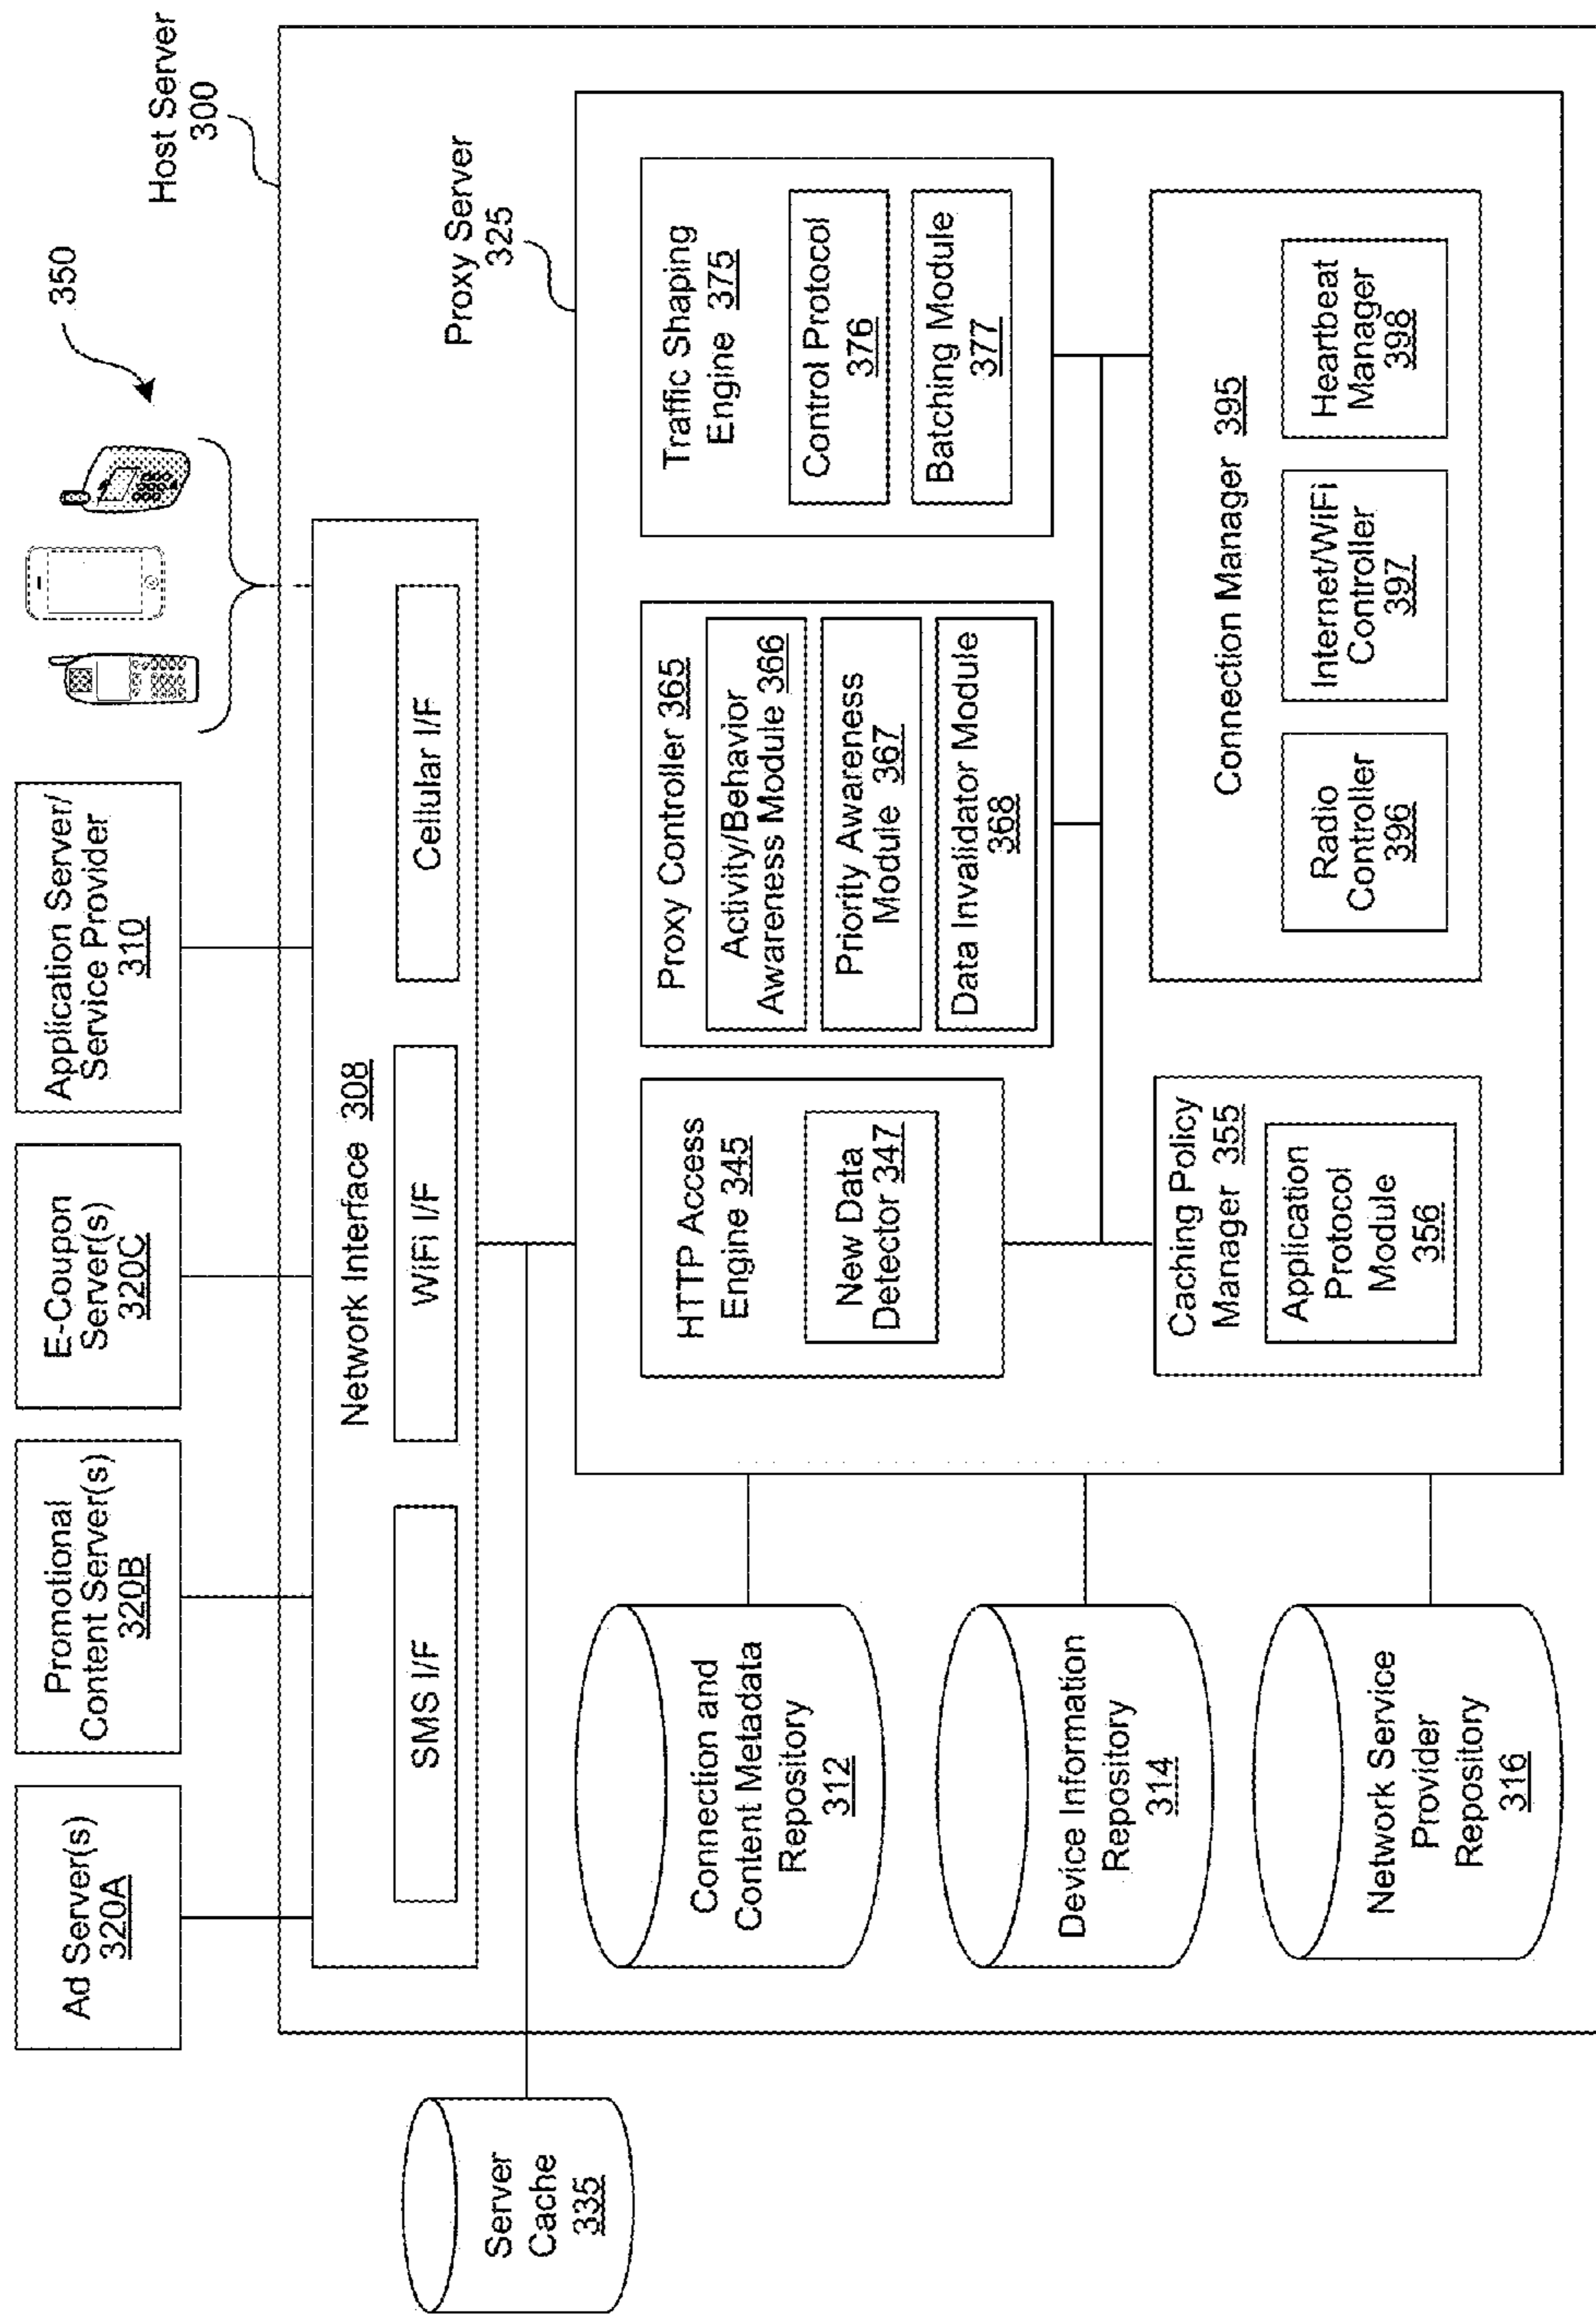 Ad Server(s)
320A
Promotional
Content Server(s)
320B
E-Coupon
Server(s)
320C
Application Server/
Service Provider
310
350
Host Server
300
Network Interface 308
SMS I/F
WiFi I/F
Cellular I/F
Server
Cache
335
Proxy Server
325
Connection and
Content Metadata
Repository
312
Device Information
Repository
314
Network Service
Provider
Repository
316
HTTP Access
Engine 345
New Data
Detector 347
Proxy Controller 365
Activity/Behavior
Awareness Module 366
Priority Awareness
Module 367
Data Invalidator Module
368
Traffic Shaping
Engine 375
Control Protocol
376
Batching Module
377
Caching Policy
Manager 355
Application
Protocol
Module
356
Connection Manager 395
Radio
Controller
396
Internet/WiFi
Controller
397
Heartbeat
Manager
398